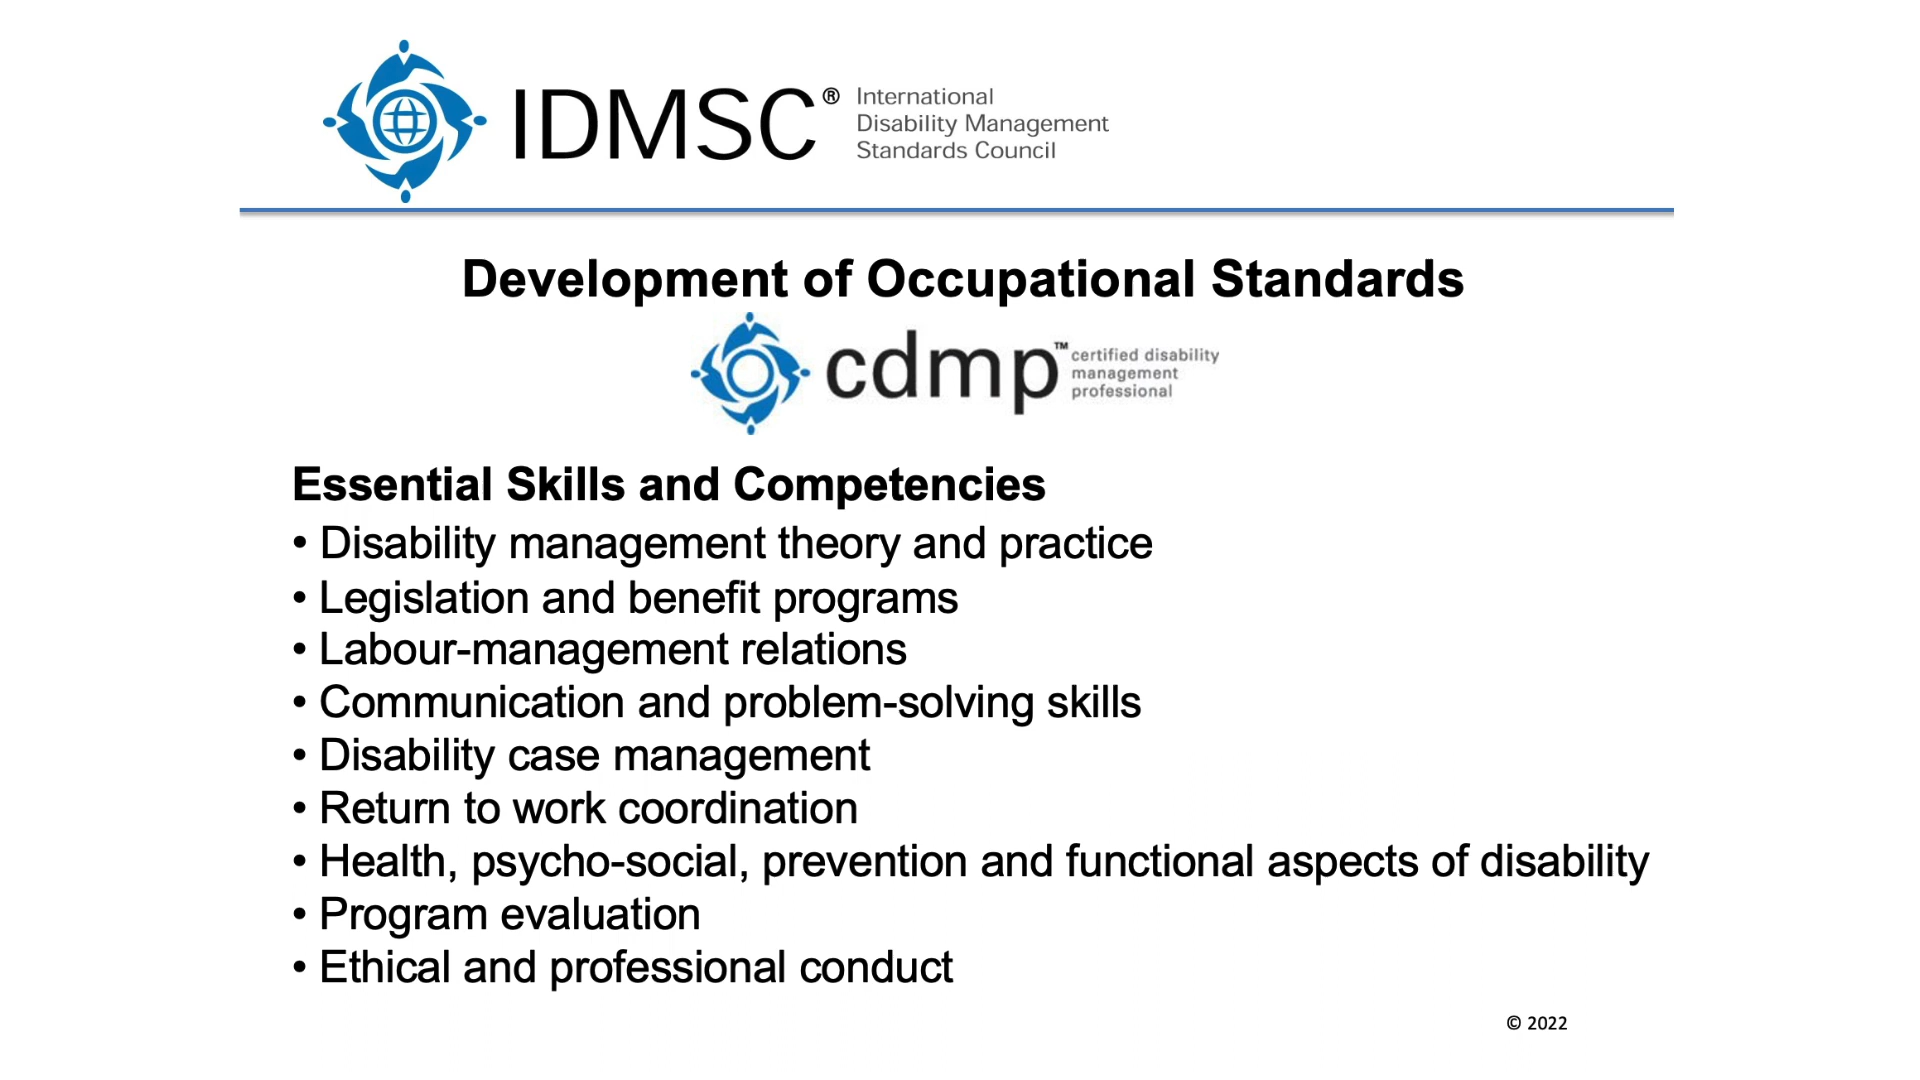 IDMSC®
International
Disability Management
Standards Council
Development of Occupational Standards
cdmp™
certified disability
management
professional
Essential Skills and Competencies
• Disability management theory and practice
• Legislation and benefit programs
• Labour-management relations
• Communication and problem-solving skills
• Disability case management
• Return to work coordination
• Health, psycho-social, prevention and functional aspects of disability
• Program evaluation
• Ethical and professional conduct
© 2022